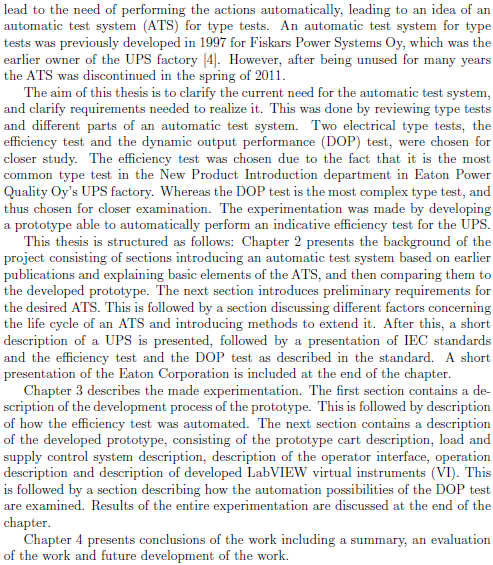 lead to the need of performing the actions automatically, leading to an idea of an
automatic test system (ATS) for type tests. An automatic test system for type
tests was previously developed in 1997 for Fiskars Power Systems Oy, which was the
earlier owner of the UPS factory [4]. However, after being unused for many years
the ATS was discontinued in the spring of 2011.
The aim of this thesis is to clarify the current need for the automatic test system,
and clarify requirements needed to realize it. This was done by reviewing type tests
and different parts of an automatic test system. Two electrical type tests, the
efficiency test and the dynamic output performance (DOP) test, were chosen for
closer study. The efficiency test was chosen due to the fact that it is the most
common type test in the New Product Introduction department in Eaton Power
Quality Oy's UPS factory. Whereas the DOP test is the most complex type test, and
thus chosen for closer examination. The experimentation was made by developing
a prototype able to automatically perform an indicative efficiency test for the UPS.
This thesis is structured as follows: Chapter 2 presents the background of the
project consisting of sections introducing an automatic test system based on earlier
publications and explaining basic elements of the ATS, and then comparing them to
the developed prototype. The next section introduces preliminary requirements for
the desired ATS. This is followed by a section discussing different factors concerning
the life cycle of an ATS and introducing methods to extend it. After this, a short
description of a UPS is presented, followed by a presentation of IEC standards
and the efficiency test and the DOP test as described in the standard. A short
presentation of the Eaton Corporation is included at the end of the chapter.
Chapter 3 describes the made experimentation. The first section contains a de-
scription of the development process of the prototype. This is followed by description
of how the efficiency test was automated. The next section contains a description
of the developed prototype, consisting of the prototype cart description, load and
supply control system description, description of the operator interface, operation
description and description of developed LabVIEW virtual instruments (VI). This
is followed by a section describing how the automation possibilities of the DOP test
are examined. Results of the entire experimentation are discussed at the end of the
chapter.
Chapter 4 presents conclusions of the work including a summary, an evaluation
of the work and future development of the work.